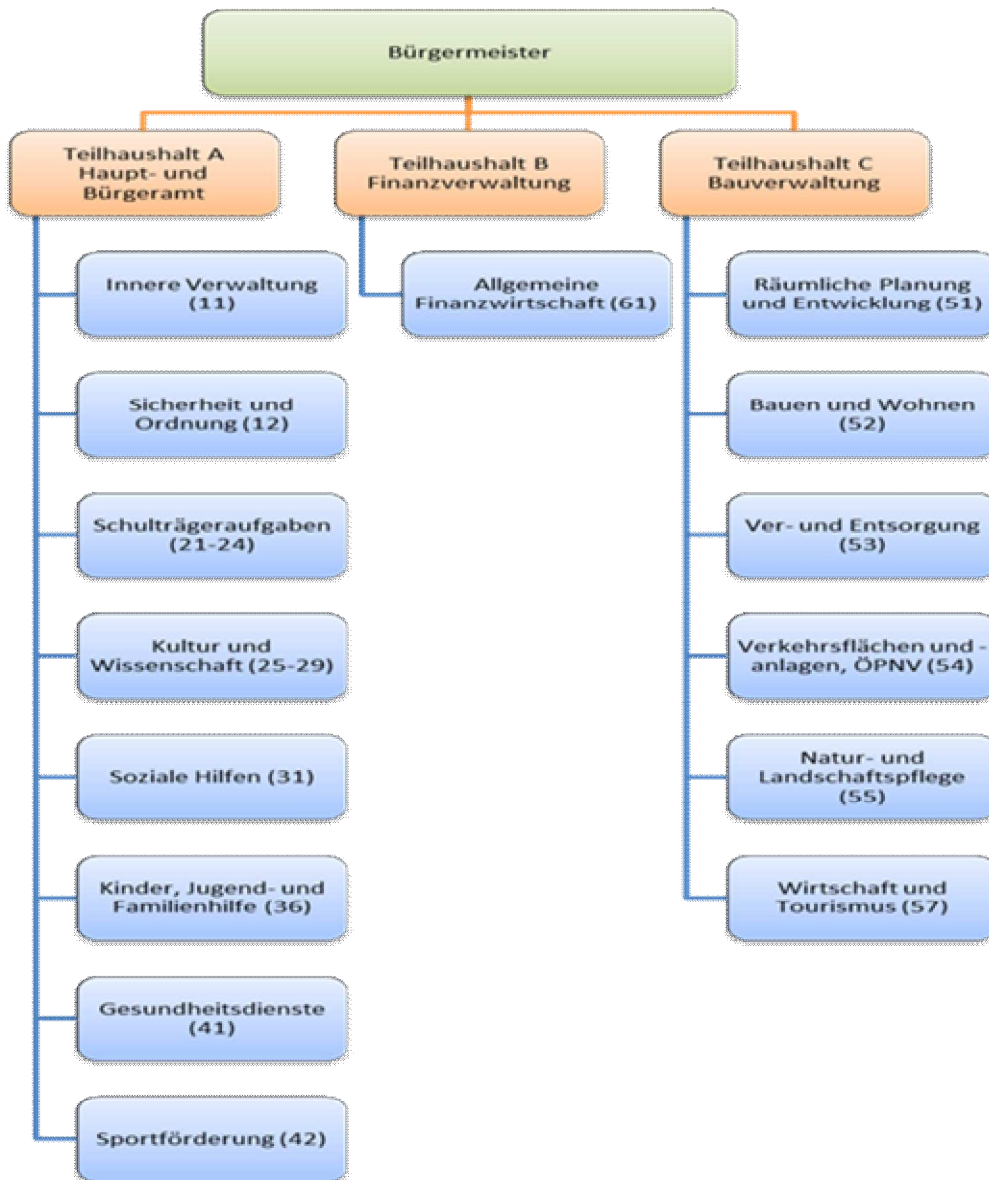 Bürgermeister
Teilhaushalt A
Haupt- und
Bürgeramt
Innere Verwaltung
(11)
Sicherheit und
Ordnung (12)
Schulträgeraufgaben
(21-24)
Kultur und
Wissenschaft (25-29)
Soziale Hilfen (31)
Kinder, Jugend- und
Familienhilfe (36)
Gesundheitsdienste
(41)
Sportförderung (42)
Teilhaushalt B
Finanzverwaltung
Allgemeine
Finanzwirtschaft (61)
Teilhaushalt C
Bauverwaltung
Räumliche Planung
und Entwicklung (51)
Bauen und Wohnen
(52)
Ver- und Entsorgung
(53)
Verkehrsflächen und -
anlagen, ÖPNV (54)
Natur- und
Landschaftspflege
(55)
Wirtschaft und
Tourismus (57)